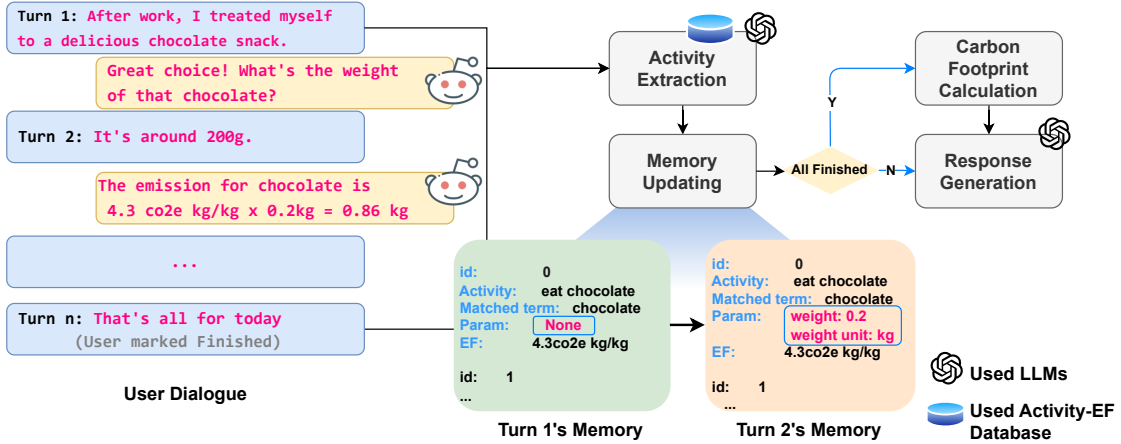 Turn 1: After work, I treated myself
to a delicious chocolate snack.
Great choice! What's the weight
of that chocolate?
Turn 2: It's around 200g.
The emission for chocolate is
4.3 co2e kg/kg x 0.2kg = 0.86 kg
...
Turn n: That's all for today
(User marked Finished)
User Dialogue
Activity
Extraction
Memory
Updating
All Finished
Y
N
Carbon
Footprint
Calculation
Response
Generation
id: 0
Activity: eat chocolate
Matched term: chocolate
Param: None
EF: 4.3co2e kg/kg
id: 1
...
Turn 1's Memory
id: 0
Activity: eat chocolate
Matched term: chocolate
Param: weight: 0.2
weight unit: kg
EF: 4.3co2e kg/kg
id: 1
...
Turn 2's Memory
Used LLMs
Used Activity-EF
Database